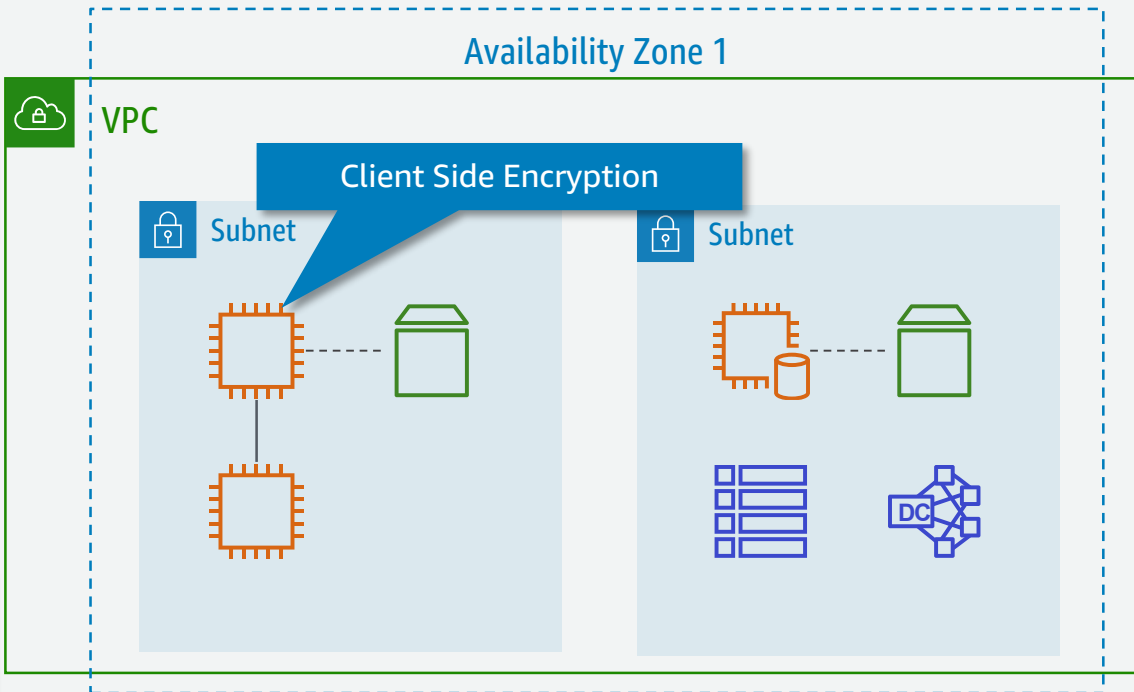 Availability Zone 1
VPC
Client Side Encryption
Subnet
Subnet
DC